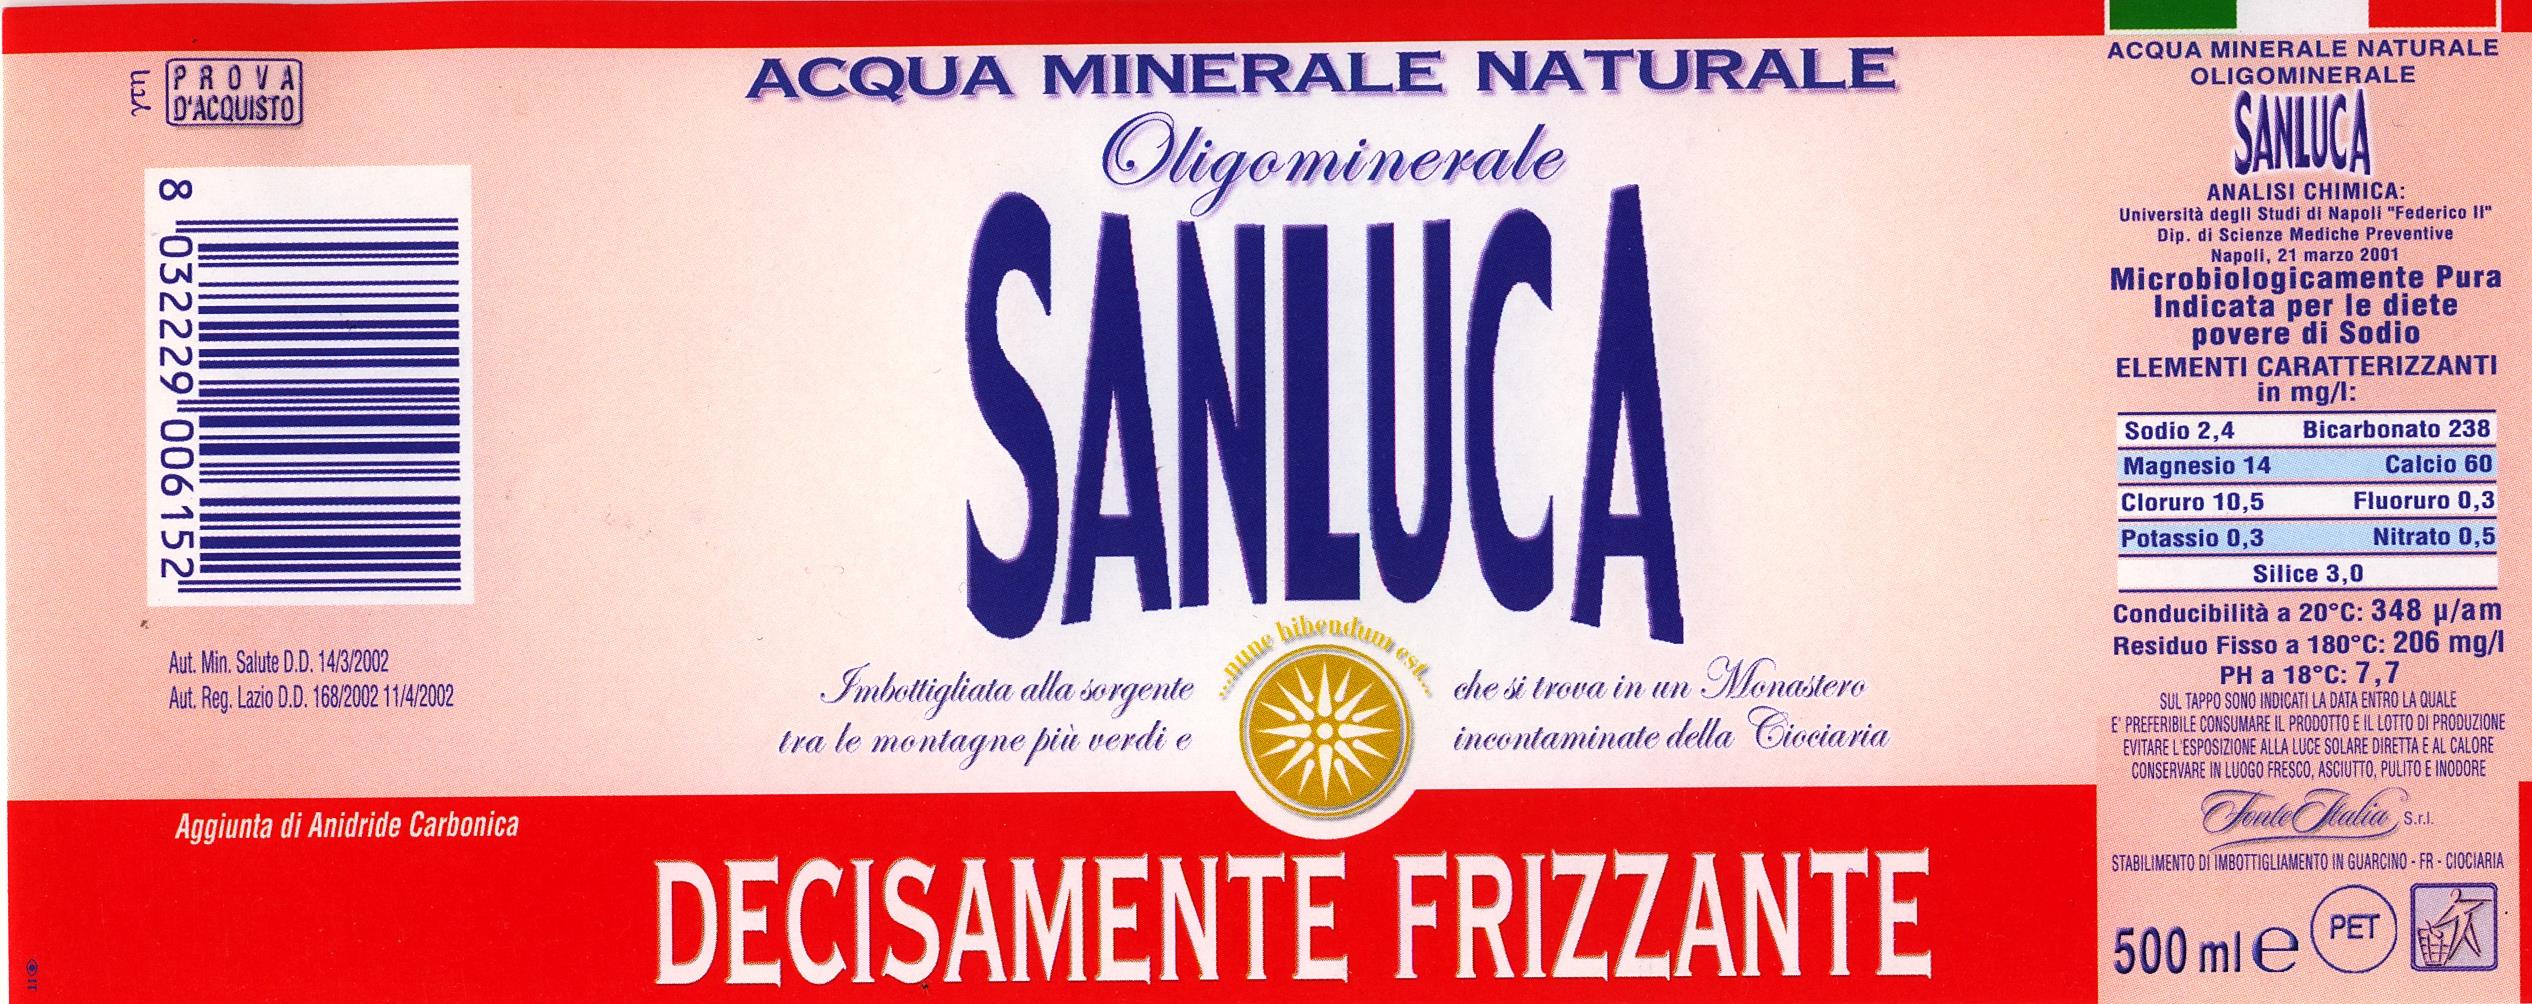 PROVA
D'ACQUISTO
8 032229 006152
Aut. Min. Salute D.D. 14/3/2002
Aut. Reg. Lazio D.D. 168/2002 11/4/2002
Aggiunta di Anidride Carbonica
ACQUA MINERALE NATURALE
Oligominerale
SANLUCA
...nunc bibendum est...
Imbottigliata alla sorgente che si trova in un Monastero
tra le montagne più verdi e incontaminate della Ciociaria
DECISAMENTE FRIZZANTE
ACQUA MINERALE NATURALE
OLIGOMINERALE
SANLUCA
ANALISI CHIMICA:
Università degli Studi di Napoli "Federico II"
Dip. di Scienze Mediche Preventive
Napoli, 21 marzo 2001
Microbiologicamente Pura
Indicata per le diete
povere di Sodio
ELEMENTI CARATTERIZZANTI
in mg/l:
Sodio 2,4 Bicarbonato 238
Magnesio 14 Calcio 60
Cloruro 10,5 Fluoruro 0,3
Potassio 0,3 Nitrato 0,5
Silice 3,0
Conducibilità a 20°C: 348 µ/am
Residuo Fisso a 180°C: 206 mg/l
PH a 18°C: 7,7
SUL TAPPO SONO INDICATI LA DATA ENTRO LA QUALE
E' PREFERIBILE CONSUMARE IL PRODOTTO E IL LOTTO DI PRODUZIONE
EVITARE L'ESPOSIZIONE ALLA LUCE SOLARE DIRETTA E AL CALORE
CONSERVARE IN LUOGO FRESCO, ASCIUTTO, PULITO E INODORE
Fonte Italia S.r.l.
STABILIMENTO DI IMBOTTIGLIAMENTO IN GUARCINO - FR - CIOCIARIA
500 ml e PET